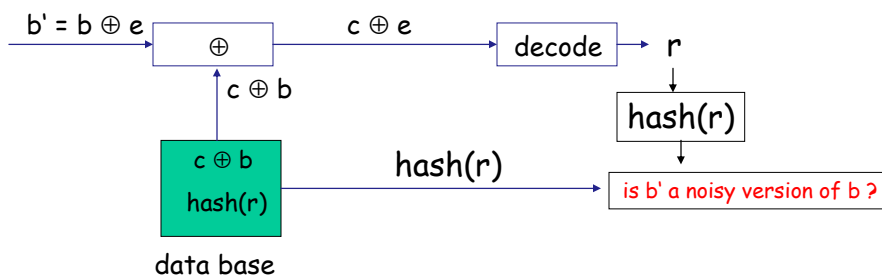 b' = b ⊕ e
⊕
c ⊕ e
decode
r
c ⊕ b
hash(r)
c ⊕ b
hash(r)
hash(r)
is b' a noisy version of b ?
data base